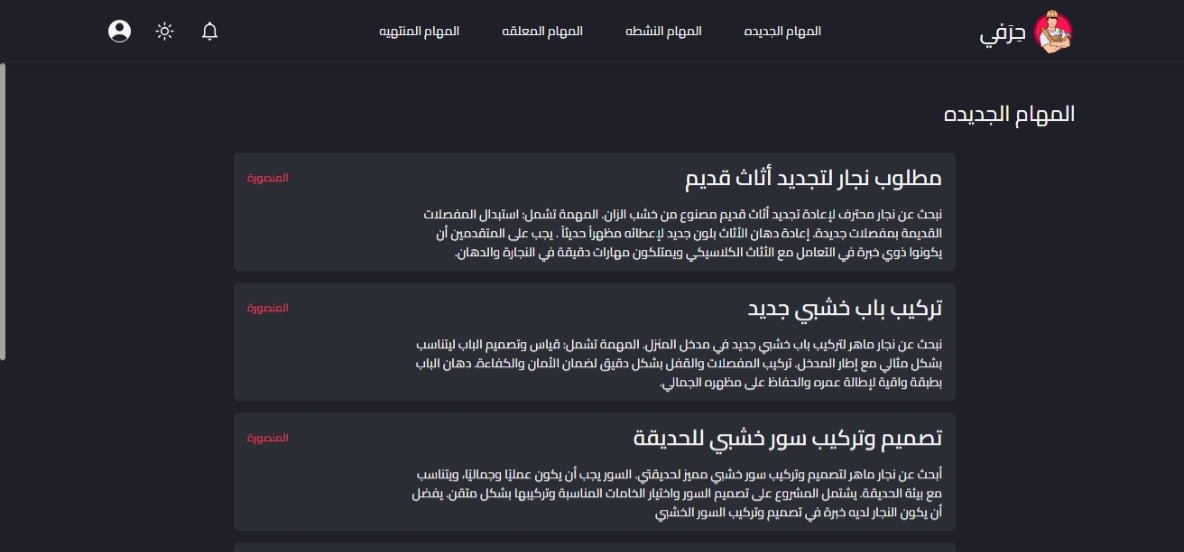 حِرَفي
المهام الجديده
المهام النشطه
المهام المعلقه
المهام المنتهيه
المهام الجديده
مطلوب نجار لتجديد أثاث قديم
المنصورة
نبحث عن نجار محترف لإعادة تجديد أثاث قديم مصنوع من خشب الزان. المهمة تشمل: استبدال المفصلات
القديمة بمفصلات جديدة. إعادة دهان الأثاث بلون جديد لإعطائه مظهراً حديثاً . يجب على المتقدمين أن
يكونوا ذوي خبرة في التعامل مع الأثاث الكلاسيكي ويمتلكون مهارات دقيقة في النجارة والدهان.
تركيب باب خشبي جديد
المنصورة
نبحث عن نجار ماهر لتركيب باب خشبي جديد في مدخل المنزل. المهمة تشمل: قياس وتصميم الباب ليتناسب
بشكل مثالي مع إطار المدخل. تركيب المفصلات والقفل بشكل دقيق لضمان الأمان والكفاءة. دهان الباب
بطبقة واقية لإطالة عمره والحفاظ على مظهره الجمالي.
تصميم وتركيب سور خشبي للحديقة
المنصورة
أبحث عن نجار ماهر لتصميم وتركيب سور خشبي مميز لحديقتي. السور يجب أن يكون عمليًا وجماليًا، ويتناسب
مع بيئة الحديقة. يشتمل المشروع على تصميم السور واختيار الخامات المناسبة وتركيبها بشكل متقن. يفضل
أن يكون النجار لديه خبرة في تصميم وتركيب السور الخشبي